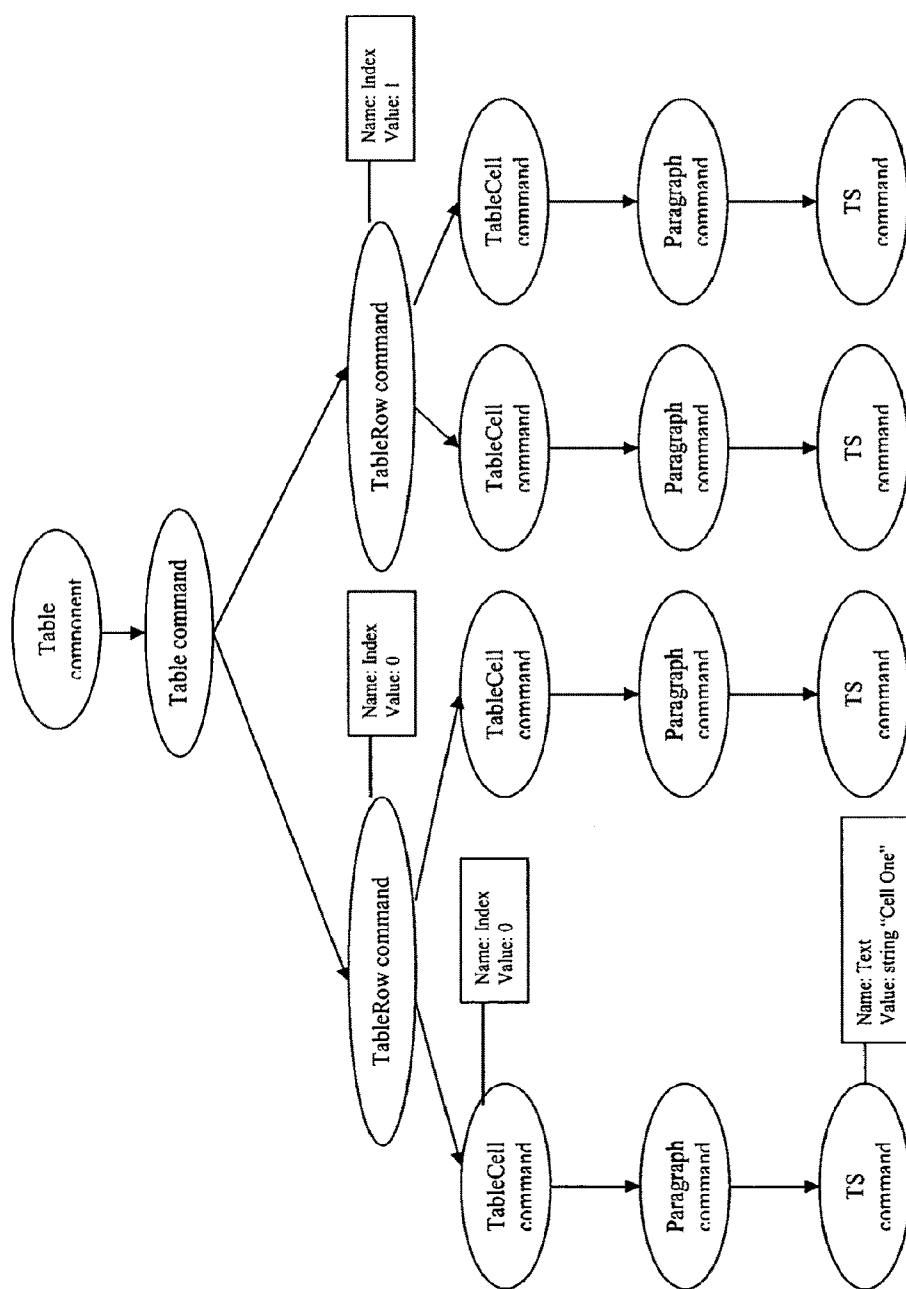 Table
component
Table command
TableRow command
Name: Index
Value: 0
TableRow command
Name: Index
Value: 1
TableCell
command
Name: Index
Value: 0
TableCell
command
TableCell
command
TableCell
command
Paragraph
command
Paragraph
command
Paragraph
command
Paragraph
command
TS
command
Name: Text
Value: string “Cell One”
TS
command
TS
command
TS
command